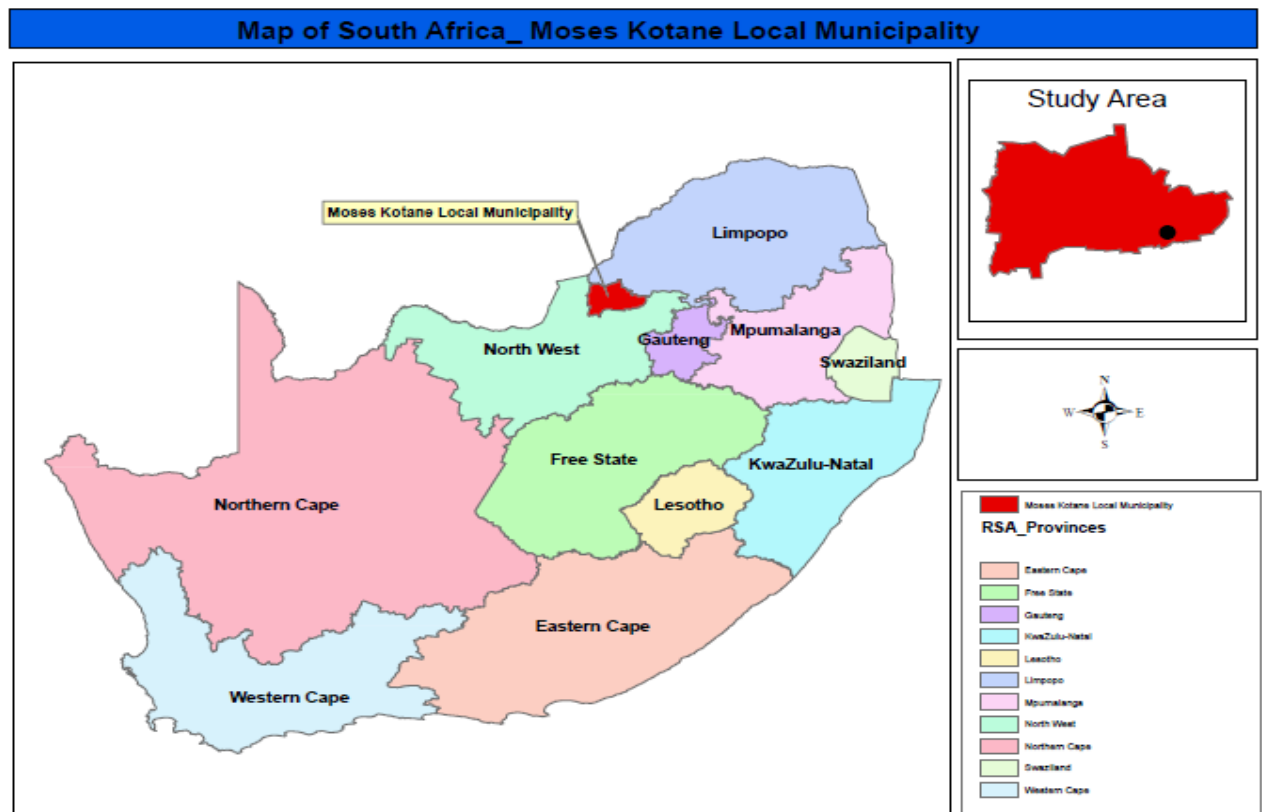 Map of South Africa_ Moses Kotane Local Municipality
Study Area
Moses Kotane Local Municipality
Limpopo
Mpumalanga
Gauteng
North West
Swaziland
Free State
KwaZulu-Natal
Northern Cape
Lesotho
Eastern Cape
Western Cape
N
W E
S
Moses Kotane Local Municipality
RSA_Provinces
Eastern Cape
Free State
Gauteng
KwaZulu-Natal
Lesotho
Limpopo
Mpumalanga
North West
Northern Cape
Swaziland
Western Cape